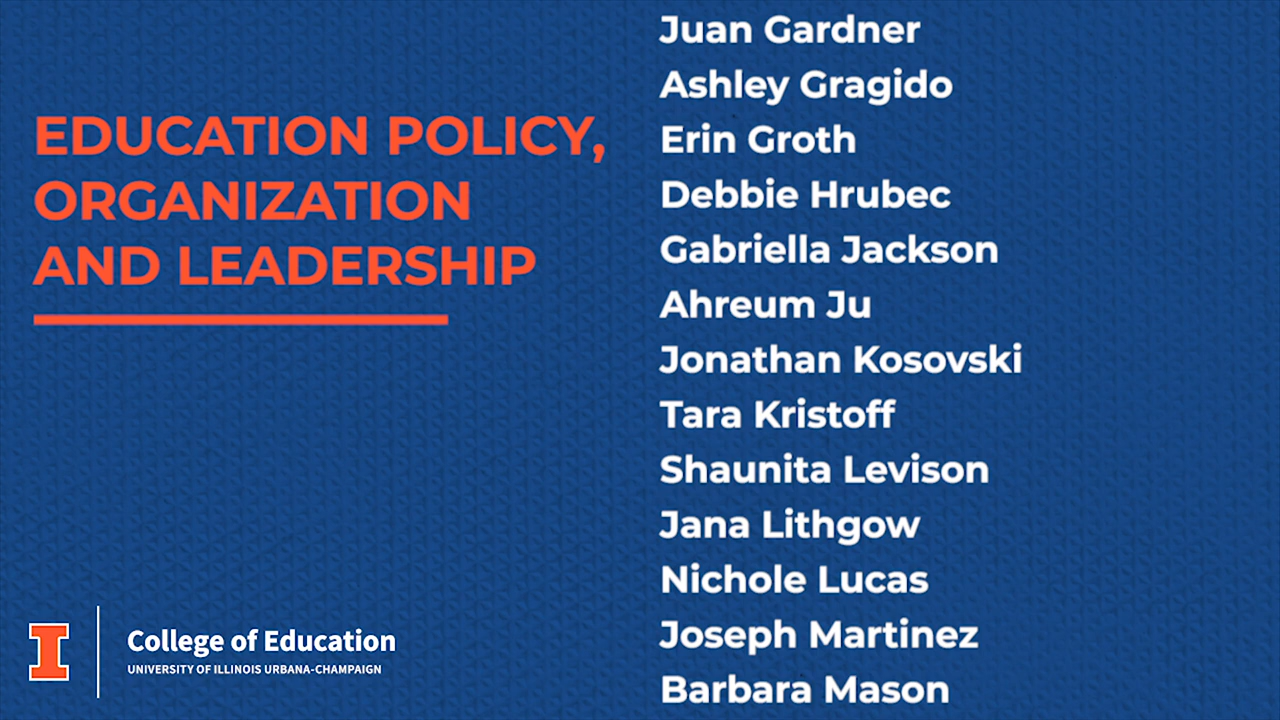 EDUCATION POLICY,
ORGANIZATION
AND LEADERSHIP
Juan Gardner
Ashley Gragido
Erin Groth
Debbie Hrubec
Gabriella Jackson
Ahreum Ju
Jonathan Kosovski
Tara Kristoff
Shaunita Levison
Jana Lithgow
Nichole Lucas
Joseph Martinez
Barbara Mason
I
College of Education
UNIVERSITY OF ILLINOIS URBANA-CHAMPAIGN